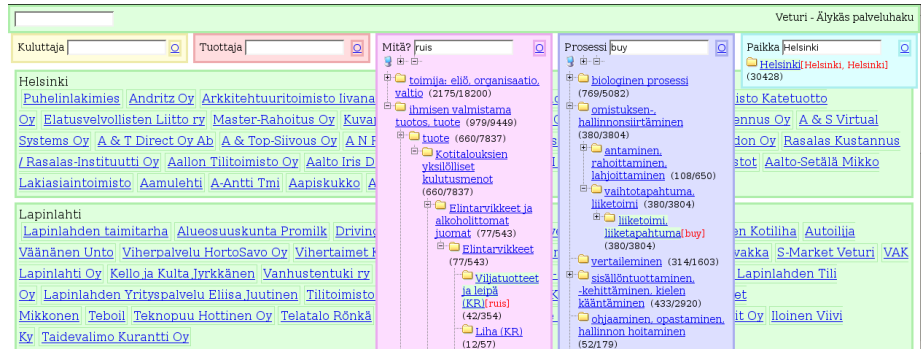 Veturi - Älykäs palveluhaku
Kuluttaja O
Tuottaja O
Mitä? ruis O
Prosessi buy O
Paikka Helsinki O
Helsinki[Helsinki, Helsinki]
(30428)
toimija: eliö, organisaatio,
valtio (2175/18200)
ihmisen valmistama
tuotos, tuote (979/9449)
tuote (660/7837)
Kotitalouksien
yksilölliset
kulutusmenot
(660/7837)
Elintarvikkeet ja
alkoholittomat
juomat (77/543)
Elintarvikkeet
(77/543)
Viljatuotteet
ja leipä
(KR)[ruis]
(42/354)
Liha (KR)
(12/57)
biologinen prosessi
(769/5082)
omistuksen-,
hallinnonsiirtäminen
(380/3804)
antaminen,
rahoittaminen,
lahjoittaminen (108/650)
vaihtotapahtuma,
liiketoimi (380/3804)
liiketoimi,
liiketapahtuma[buy]
(380/3804)
vertaileminen (314/1603)
sisällöntuottaminen,
-kehittäminen, kielen
kääntäminen (433/2920)
ohjaaminen, opastaminen,
hallinnon hoitaminen
(52/179)
Helsinki
Puhelinlakimies Andritz Oy Arkkitehtuuritoimisto Iivana Katetuotto
Oy Elatusvelvollisten Liitto ry Master-Rahoitus Oy Oy A & S Virtual
Systems Oy A & T Direct Oy Ab A & Top-Siivous Oy A N Oy Rasalas Kustannus
/ Rasalas-Instituutti Oy Aallon Tilitoimisto Oy Aalto Iris Aalto-Setälä Mikko
Lakiasiaintoimisto Aamulehti A-Antti Tmi Aapiskukko
Lapinlahti
Lapinlahden taimitarha Alueosuuskunta Promilk Kotiliha Autoilija
Väänänen Unto Viherpalvelu HortoSavo Oy Vihertaimet S-Market Veturi VAK
Lapinlahti Oy Kello ja Kulta Jyrkkänen Vanhustentuki ry Lapinlahden Tili
Oy Lapinlahden Yrityspalvelu Eliisa Juutinen Tilitoimisto
Mikkonen Teboil Teknopuu Hottinen Oy Telatalo Rönkä Oy Iloinen Viivi
Ky Taidevalimo Kurantti Oy